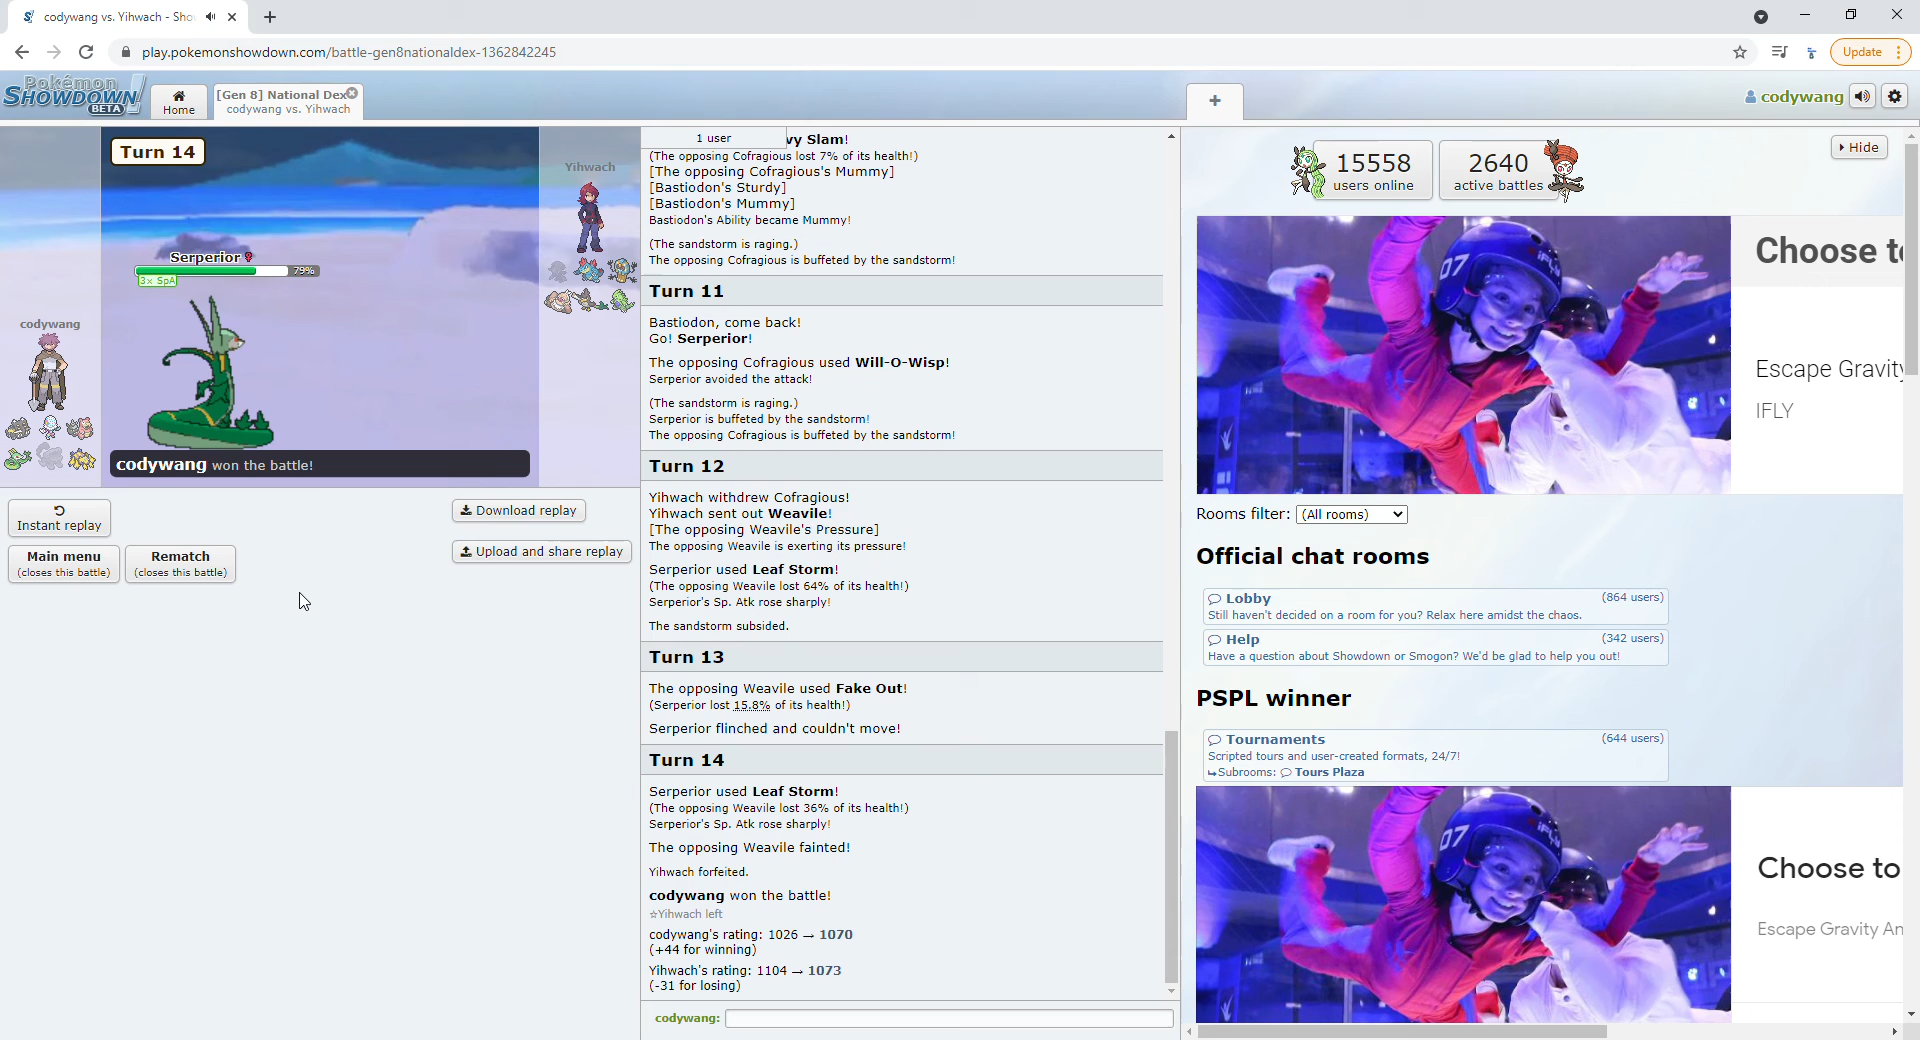 codywang vs. Yihwach - Sho
play.pokemonshowdown.com/battle-gen8nationaldex-1362842245
Update
Pokémon
SHOWDOWN!
BETA
Home
[Gen 8] National Dex
codywang vs. Yihwach
+
codywang
Turn 14
Yihwach
Serperior
79%
3x SpA
codywang
codywang won the battle!
Instant replay
Download replay
Main menu
(closes this battle)
Rematch
(closes this battle)
Upload and share replay
1 user
vy Slam!
(The opposing Cofragious lost 7% of its health!)
[The opposing Cofragious's Mummy]
[Bastiodon's Sturdy]
[Bastiodon's Mummy]
Bastiodon's Ability became Mummy!
(The sandstorm is raging.)
The opposing Cofragious is buffeted by the sandstorm!
Turn 11
Bastiodon, come back!
Go! Serperior!
The opposing Cofragious used Will-O-Wisp!
Serperior avoided the attack!
(The sandstorm is raging.)
Serperior is buffeted by the sandstorm!
The opposing Cofragious is buffeted by the sandstorm!
Turn 12
Yihwach withdrew Cofragious!
Yihwach sent out Weavile!
[The opposing Weavile's Pressure]
The opposing Weavile is exerting its pressure!
Serperior used Leaf Storm!
(The opposing Weavile lost 64% of its health!)
Serperior's Sp. Atk rose sharply!
The sandstorm subsided.
Turn 13
The opposing Weavile used Fake Out!
(Serperior lost 15.8% of its health!)
Serperior flinched and couldn't move!
Turn 14
Serperior used Leaf Storm!
(The opposing Weavile lost 36% of its health!)
Serperior's Sp. Atk rose sharply!
The opposing Weavile fainted!
Yihwach forfeited.
codywang won the battle!
☆Yihwach left
codywang's rating: 1026 → 1070
(+44 for winning)
Yihwach's rating: 1104 → 1073
(-31 for losing)
codywang:
15558
users online
2640
active battles
Hide
07
iFLY
Choose to
Escape Gravity
IFLY
Rooms filter: (All rooms)
Official chat rooms
Lobby (864 users)
Still haven't decided on a room for you? Relax here amidst the chaos.
Help (342 users)
Have a question about Showdown or Smogon? We'd be glad to help you out!
PSPL winner
Tournaments (644 users)
Scripted tours and user-created formats, 24/7!
↳Subrooms: Tours Plaza
07
iFLY
Choose to
Escape Gravity An